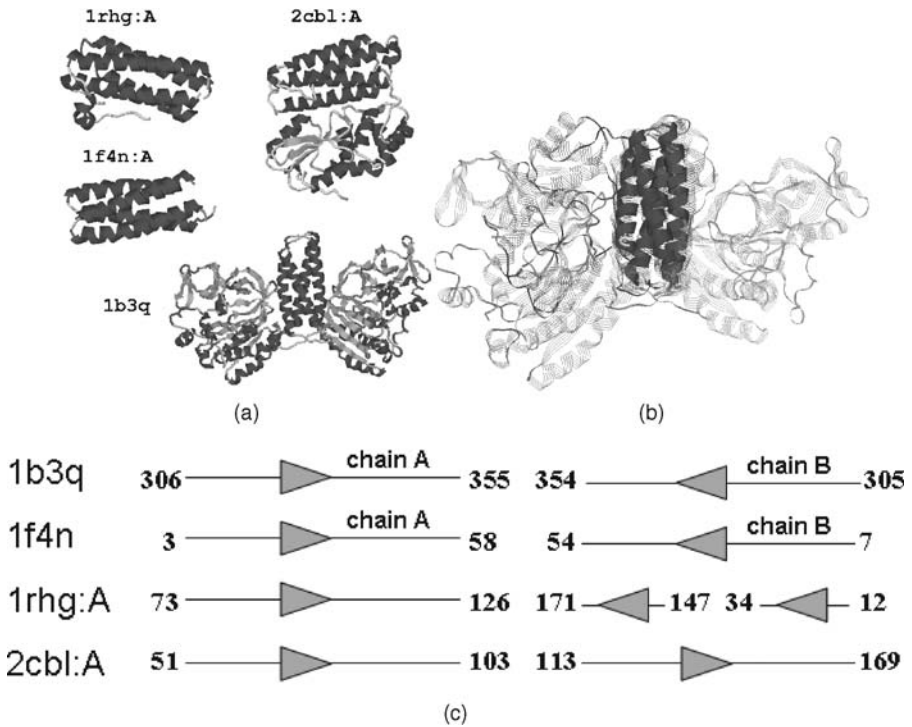 1rhg:A
2cbl:A
1f4n:A
1b3q
(a)
(b)
1b3q 306 chain A 355 354 chain B 305
1f4n 3 chain A 58 54 chain B 7
1rhg:A 73 126 171 147 34 12
2cbl:A 51 103 113 169
(c)